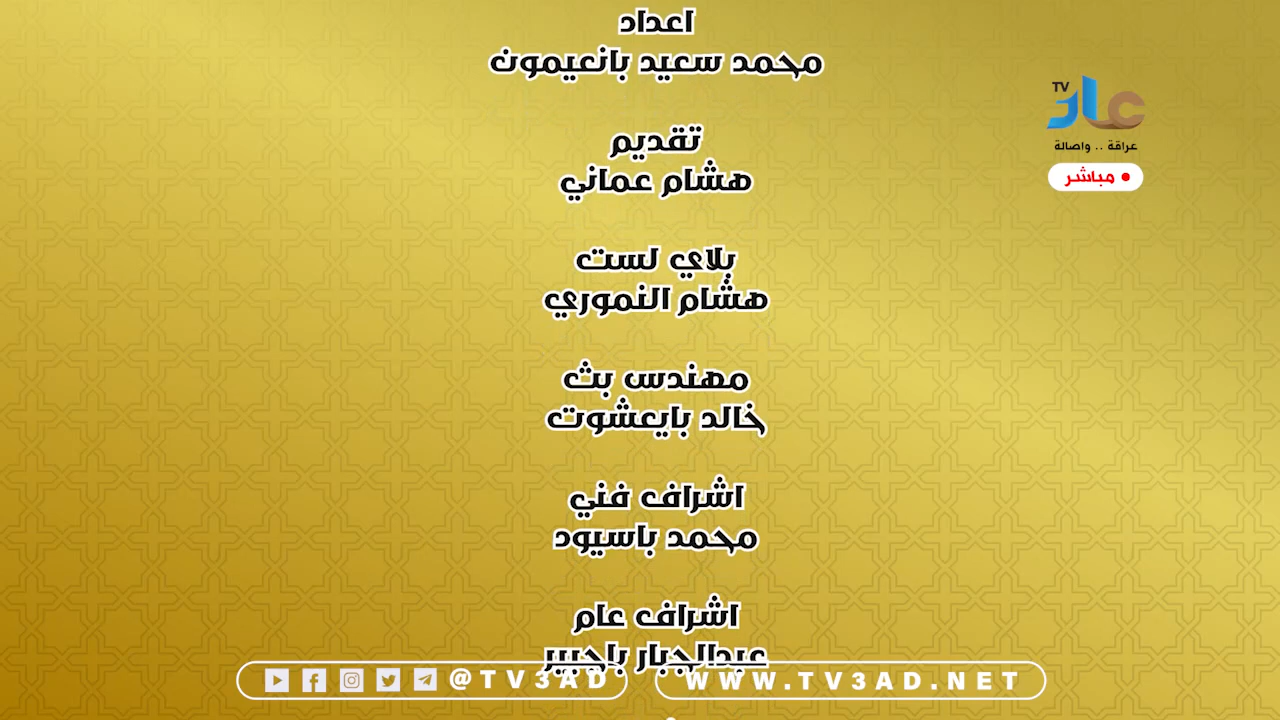 اعداد
محمد سعيد بانعيمون
TV
عاد
عراقة .. واصالة
مباشر
تقديم
هشام عماني
بلاي لست
هشام النموري
مهندس بث
خالد بايعشوت
اشراف فني
محمد باسيود
اشراف عام
عبدالجبار باجبير
@TV3AD
WWW.TV3AD.NET